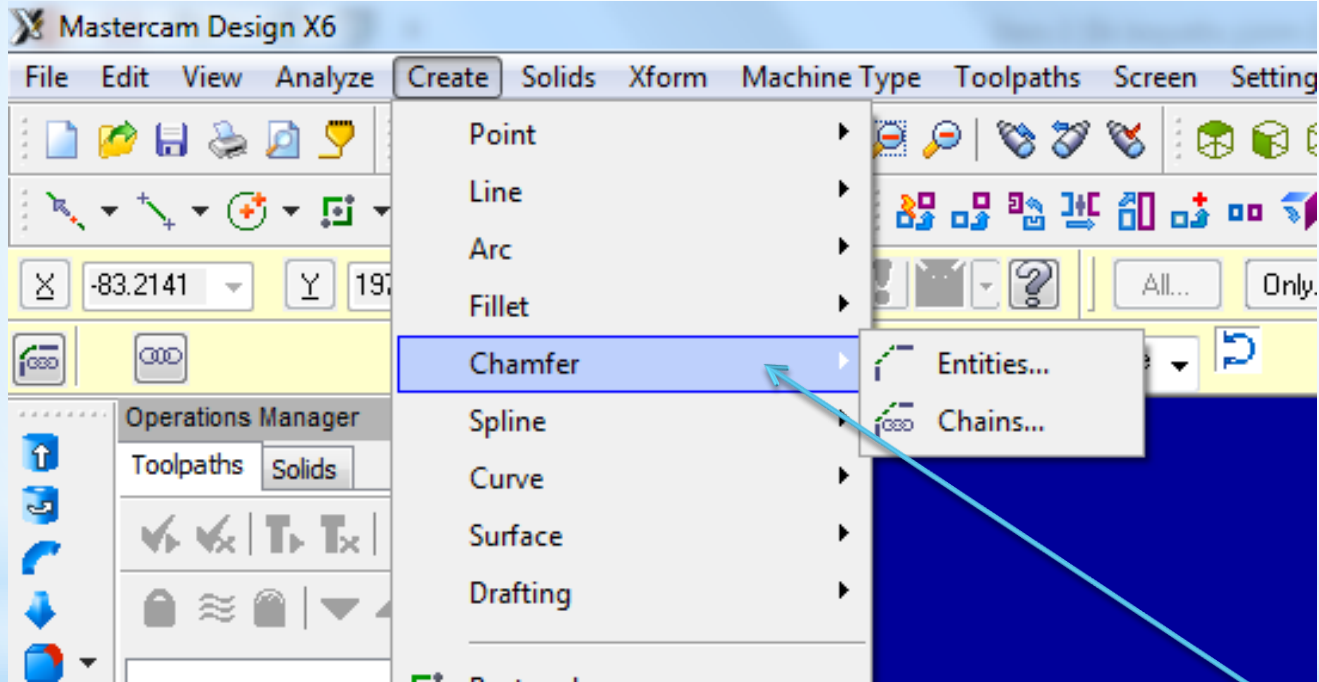 Mastercam Design X6
File Edit View Analyze Create Solids Xform Machine Type Toolpaths Screen Setting
Point
Line
Arc
X -83.2141 Y 197 All... Only.
Fillet
Chamfer Entities...
Operations Manager
Spline Chains...
Toolpaths Solids
Curve
Surface
Drafting